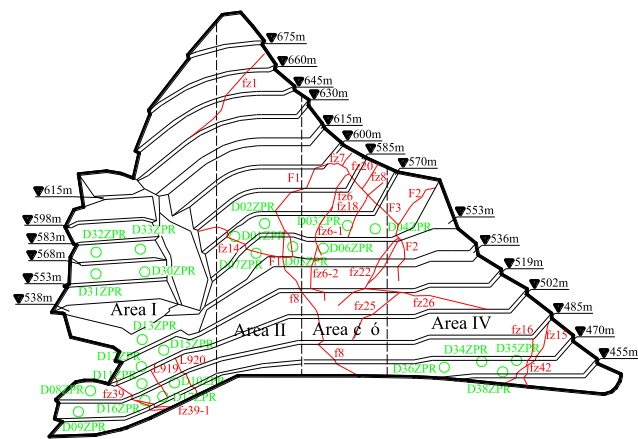 675m
660m
645m
630m
615m
600m
585m
570m
553m
536m
519m
502m
485m
470m
455m
615m
598m
583m
568m
553m
538m
fz1
fz7
fz20
fz8
F1
fz6
fz18
F2
F3
D02ZPR
D03ZPR
D04ZPR
D01ZPR
fz6-1
D32ZPR
D33ZPR
fz14
D05ZPR
D06ZPR
F2
D07ZPR
F1
D30ZPR
fz6-2
fz22
D31ZPR
f8
fz25
fz26
Area I
Area II
Area ¢ ó
Area IV
D13ZPR
fz16
fz15
D15ZPR
L920
L919
f8
D34ZPR
D35ZPR
D36ZPR
fz42
D38ZPR
D08ZPR
fz39
D16ZPR
fz39-1
D09ZPR